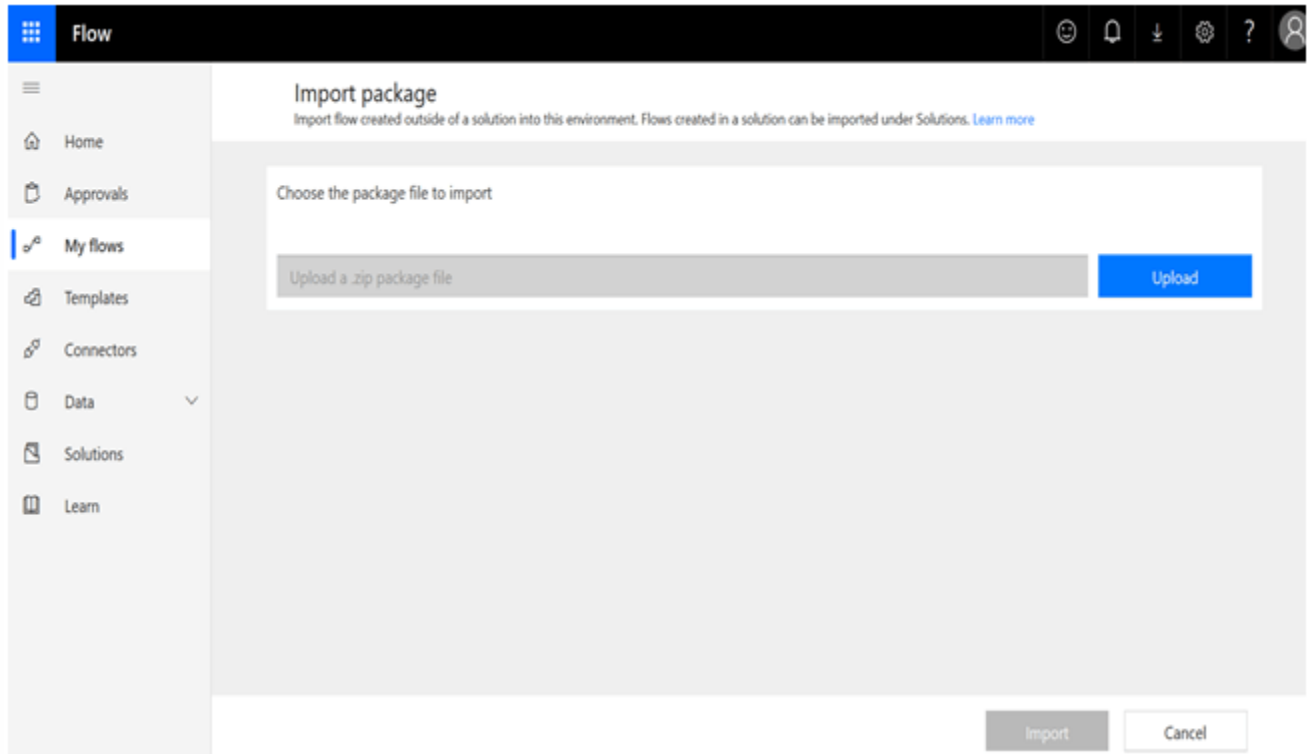 Flow
Import package
Import flow created outside of a solution into this environment. Flows created in a solution can be imported under Solutions. Learn more
Home
Approvals
My flows
Templates
Connectors
Data
Solutions
Learn
Choose the package file to import
Upload a .zip package file
Upload
Import
Cancel